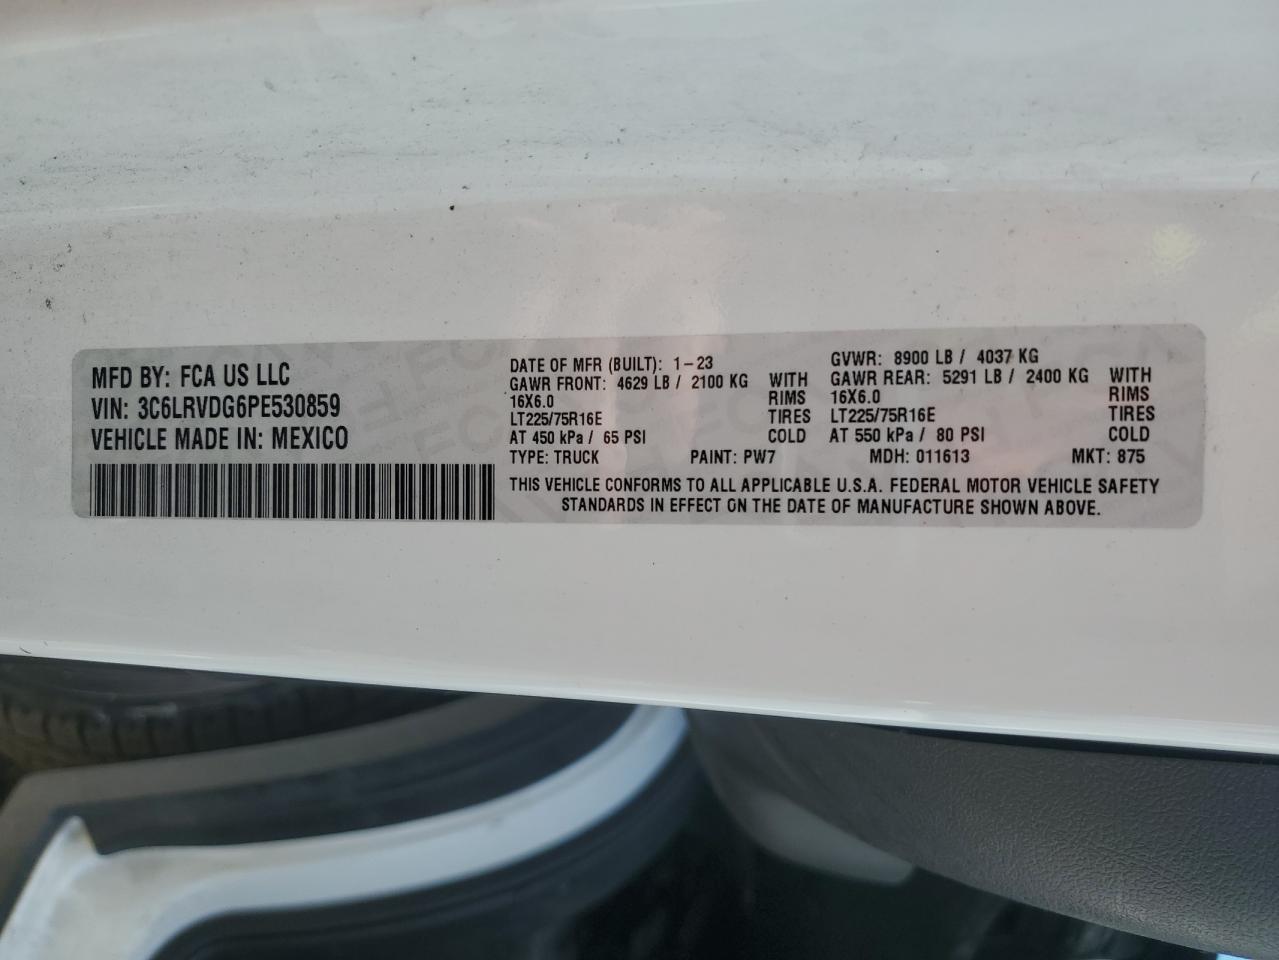 MFD BY: FCA US LLC
VIN: 3C6LRVDG6PE530859
VEHICLE MADE IN: MEXICO
DATE OF MFR (BUILT): 1-23
GAWR FRONT: 4629 LB / 2100 KG WITH
16X6.0 RIMS
LT225/75R16E TIRES
AT 450 kPa / 65 PSI COLD
GVWR: 8900 LB / 4037 KG
GAWR REAR: 5291 LB / 2400 KG WITH
16X6.0 RIMS
LT225/75R16E TIRES
AT 550 kPa / 80 PSI COLD
TYPE: TRUCK PAINT: PW7 MDH: 011613 MKT: 875
THIS VEHICLE CONFORMS TO ALL APPLICABLE U.S.A. FEDERAL MOTOR VEHICLE SAFETY
STANDARDS IN EFFECT ON THE DATE OF MANUFACTURE SHOWN ABOVE.